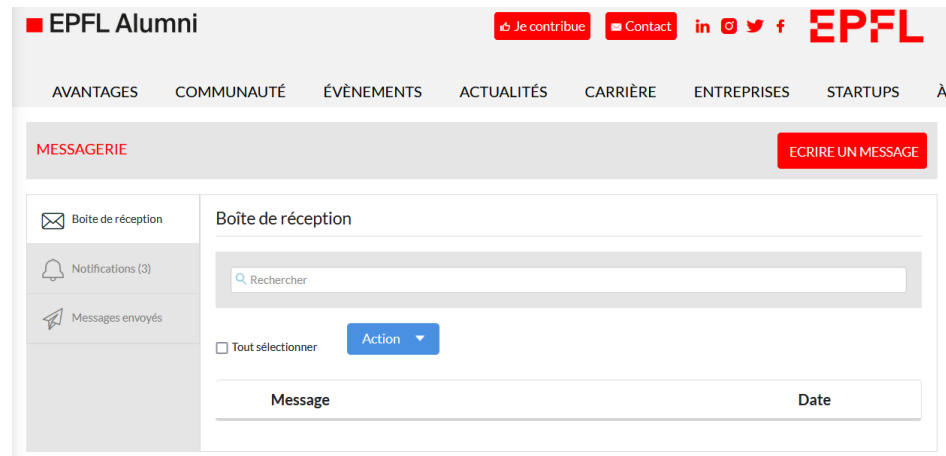 EPFL Alumni
Je contribue
Contact
EPFL
AVANTAGES COMMUNAUTÉ ÉVÈNEMENTS ACTUALITÉS CARRIÈRE ENTREPRISES STARTUPS À
MESSAGERIE
ECRIRE UN MESSAGE
Boite de réception
Notifications (3)
Messages envoyés
Boîte de réception
Rechercher
Tout sélectionner
Action
Message Date